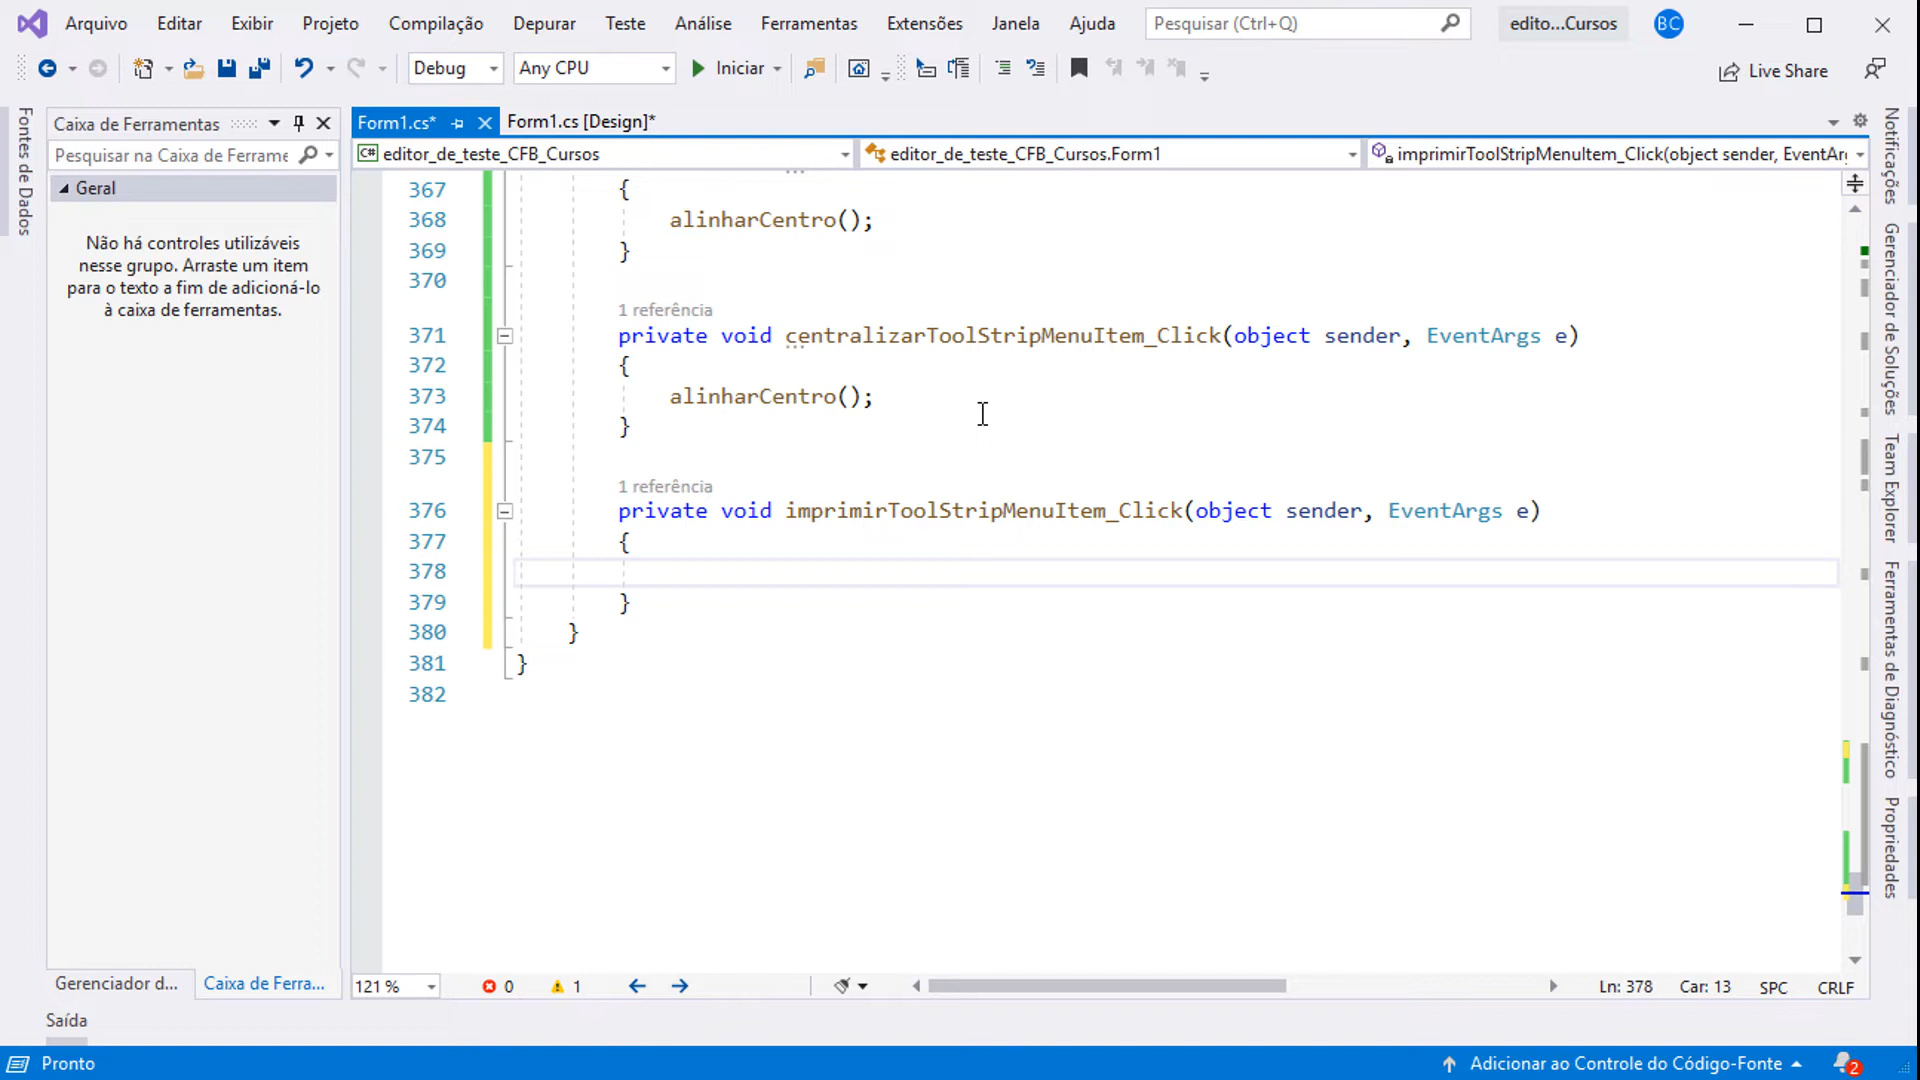 Arquivo Editar Exibir Projeto Compilação Depurar Teste Análise Ferramentas Extensões Janela Ajuda Pesquisar (Ctrl+Q) edito...Cursos BC
Debug Any CPU Iniciar Live Share
Fontes de Dados
Caixa de Ferramentas
Pesquisar na Caixa de Ferrame
Geral
Não há controles utilizáveis
nesse grupo. Arraste um item
para o texto a fim de adicioná-lo
à caixa de ferramentas.
Gerenciador d... Caixa de Ferra...
Form1.cs* Form1.cs [Design]*
C# editor_de_teste_CFB_Cursos editor_de_teste_CFB_Cursos.Form1 imprimirToolStripMenuItem_Click(object sender, EventAr
367 {
368 alinharCentro();
369 }
370
1 referência
371 private void centralizarToolStripMenuItem_Click(object sender, EventArgs e)
372 {
373 alinharCentro();
374 }
375
1 referência
376 private void imprimirToolStripMenuItem_Click(object sender, EventArgs e)
377 {
378
379 }
380 }
381 }
382
121 % 0 1 Ln: 378 Car: 13 SPC CRLF
Notificações
Gerenciador de Soluções
Team Explorer
Ferramentas de Diagnóstico
Propriedades
Saída
Pronto Adicionar ao Controle do Código-Fonte 2